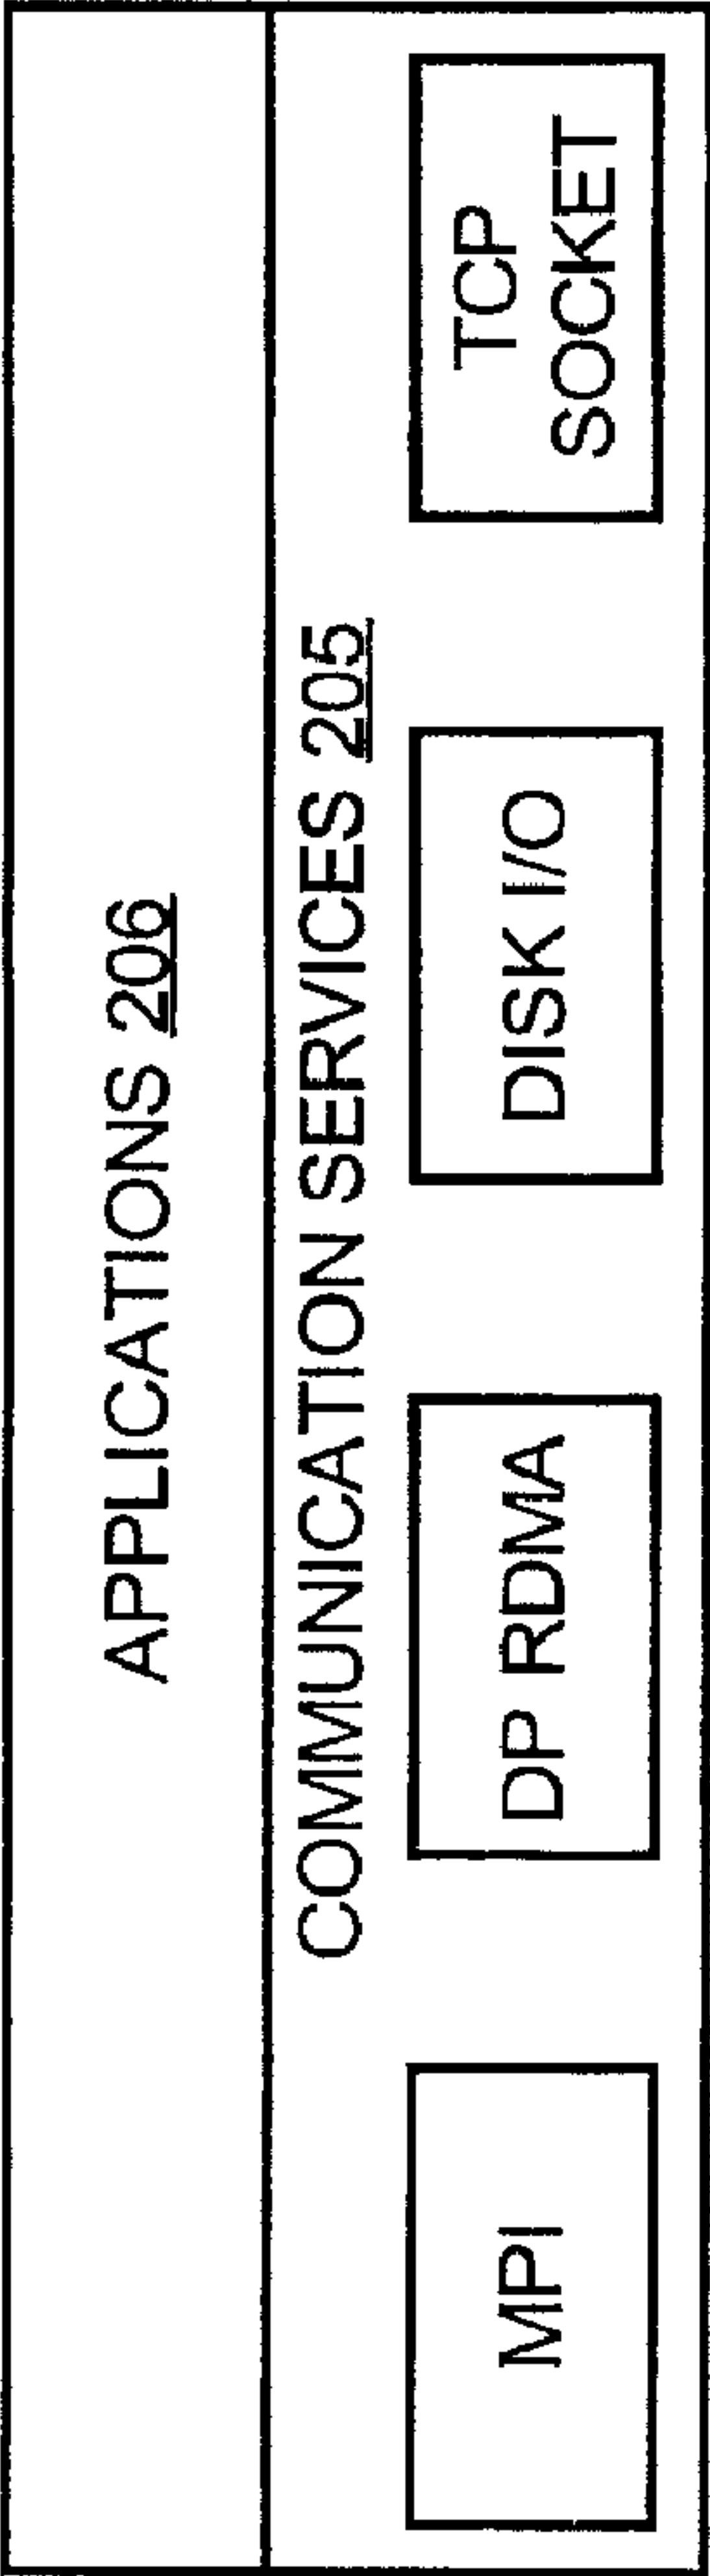 APPLICATIONS 206
COMMUNICATION SERVICES 205
MPI
DP RDMA
DISK I/O
TCP
SOCKET